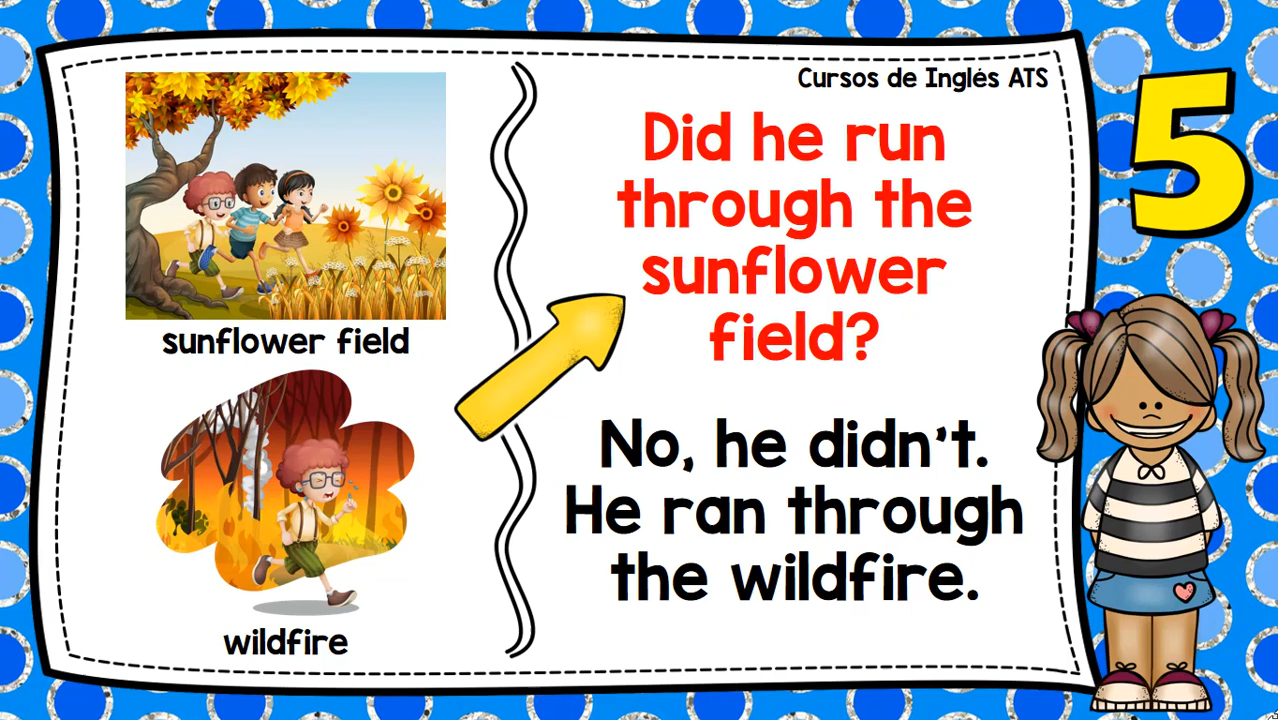 sunflower field
wildfire
Cursos de Inglés ATS
5
Did he run
through the
sunflower
field?
No, he didn't.
He ran through
the wildfire.